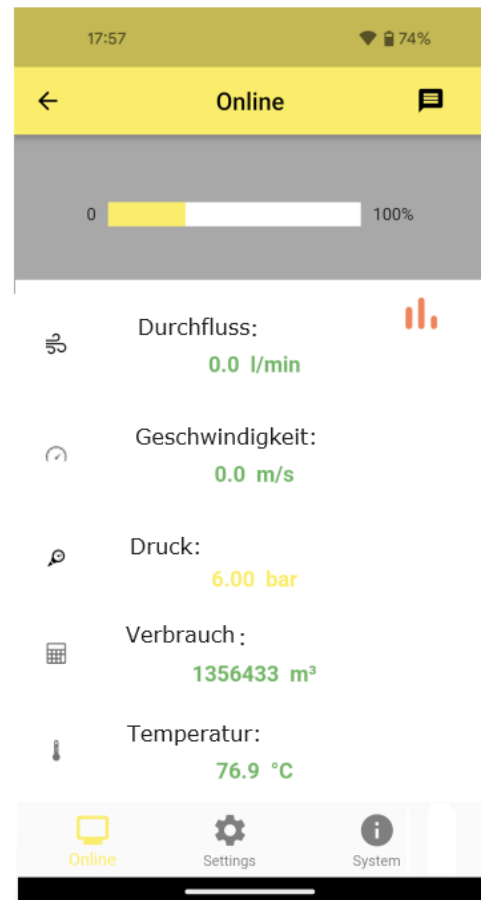 17:57 74%
Online
0 100%
Durchfluss:
0.0 l/min
Geschwindigkeit:
0.0 m/s
Druck:
6.00 bar
Verbrauch :
1356433 m³
Temperatur:
76.9 °C
Online Settings System